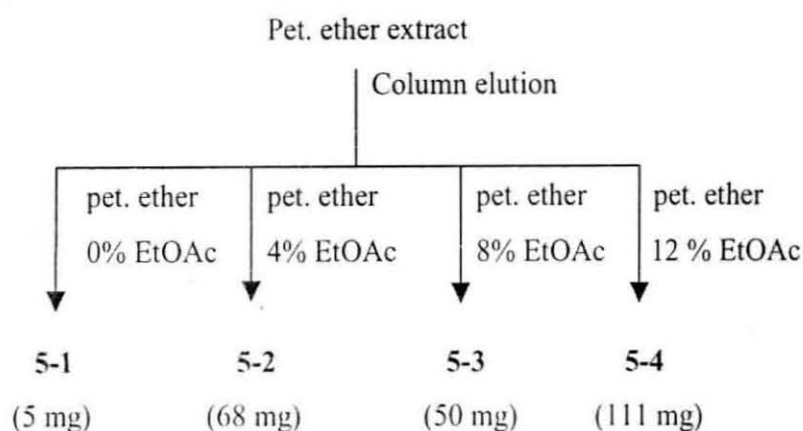 Pet. ether extract
Column elution
pet. ether pet. ether pet. ether pet. ether
0% EtOAc 4% EtOAc 8% EtOAc 12 % EtOAc
5-1 5-2 5-3 5-4
(5 mg) (68 mg) (50 mg) (111 mg)